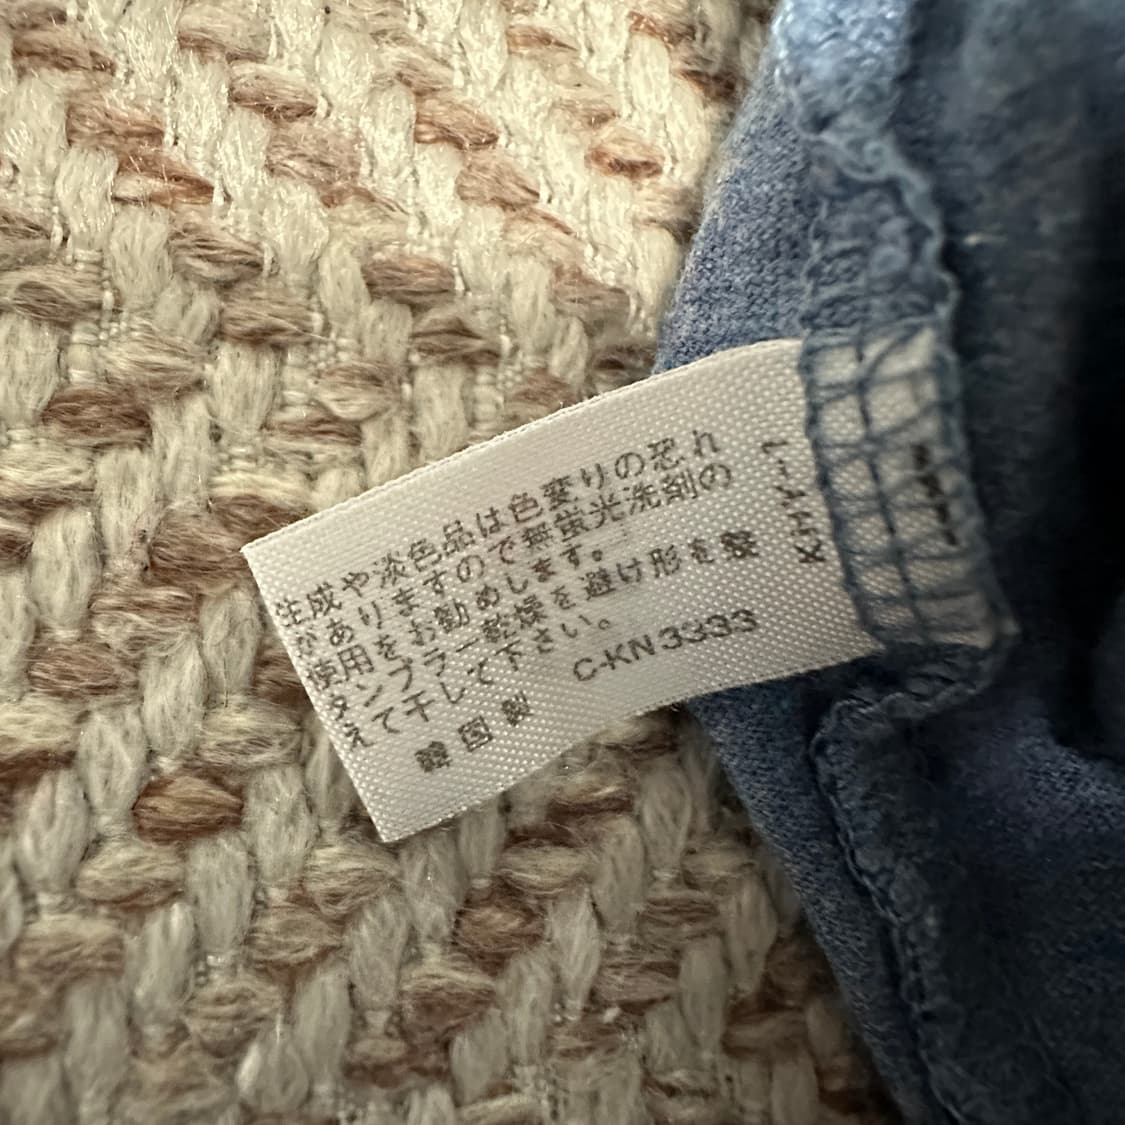 生成や淡色品は色変りの恐れ
がありますので無蛍光洗剤の
使用をお勧めします。
タンブラー乾燥を避け形を整
えて干して下さい。
C-KN3333
韓国製